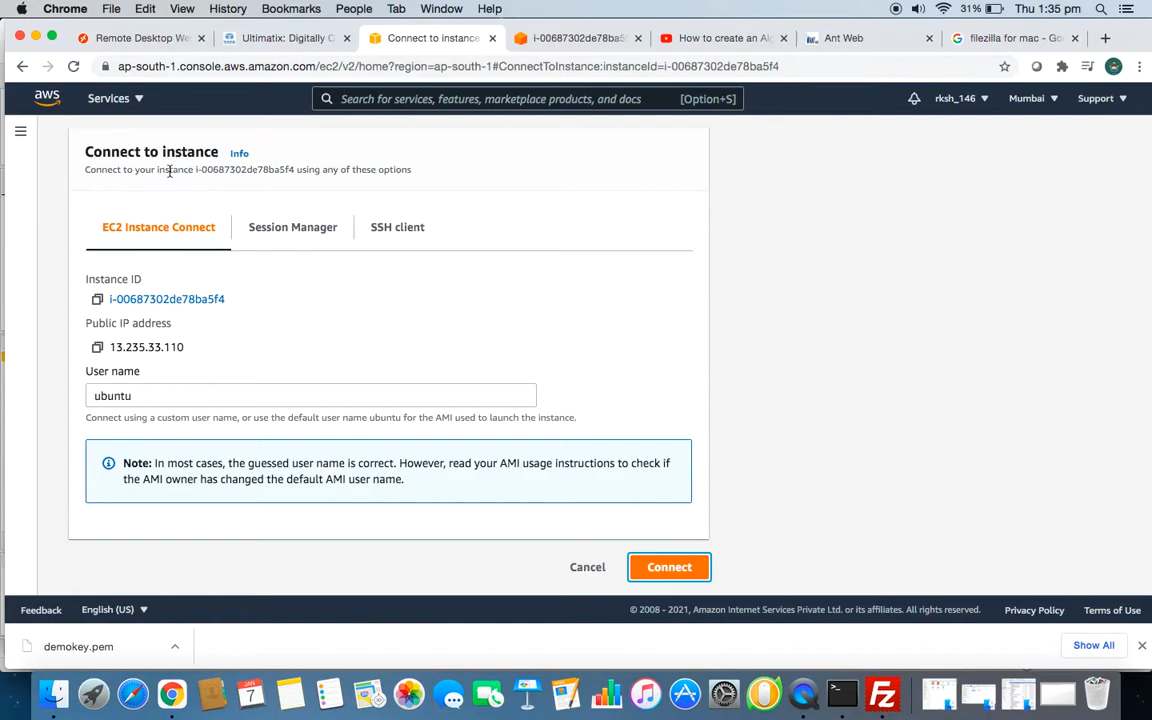 Chrome File Edit View History Bookmarks People Tab Window Help 31% Thu 1:35 pm
Remote Desktop We Ultimatix: Digitally C Connect to instance i-00687302de78ba5 How to create an Al Ant Web filezilla for mac - Go
ap-south-1.console.aws.amazon.com/ec2/v2/home?region=ap-south-1#ConnectToInstance:instanceId=i-00687302de78ba5f4
aws Services Search for services, features, marketplace products, and docs [Option+S] rksh_146 Mumbai Support
Connect to instance Info
Connect to your instance i-00687302de78ba5f4 using any of these options
EC2 Instance Connect Session Manager SSH client
Instance ID
i-00687302de78ba5f4
Public IP address
13.235.33.110
User name
ubuntu
Connect using a custom user name, or use the default user name ubuntu for the AMI used to launch the instance.
Note: In most cases, the guessed user name is correct. However, read your AMI usage instructions to check if
the AMI owner has changed the default AMI user name.
Cancel Connect
Feedback English (US) © 2008 - 2021, Amazon Internet Services Private Ltd. or its affiliates. All rights reserved. Privacy Policy Terms of Use
demokey.pem Show All
7
Fz